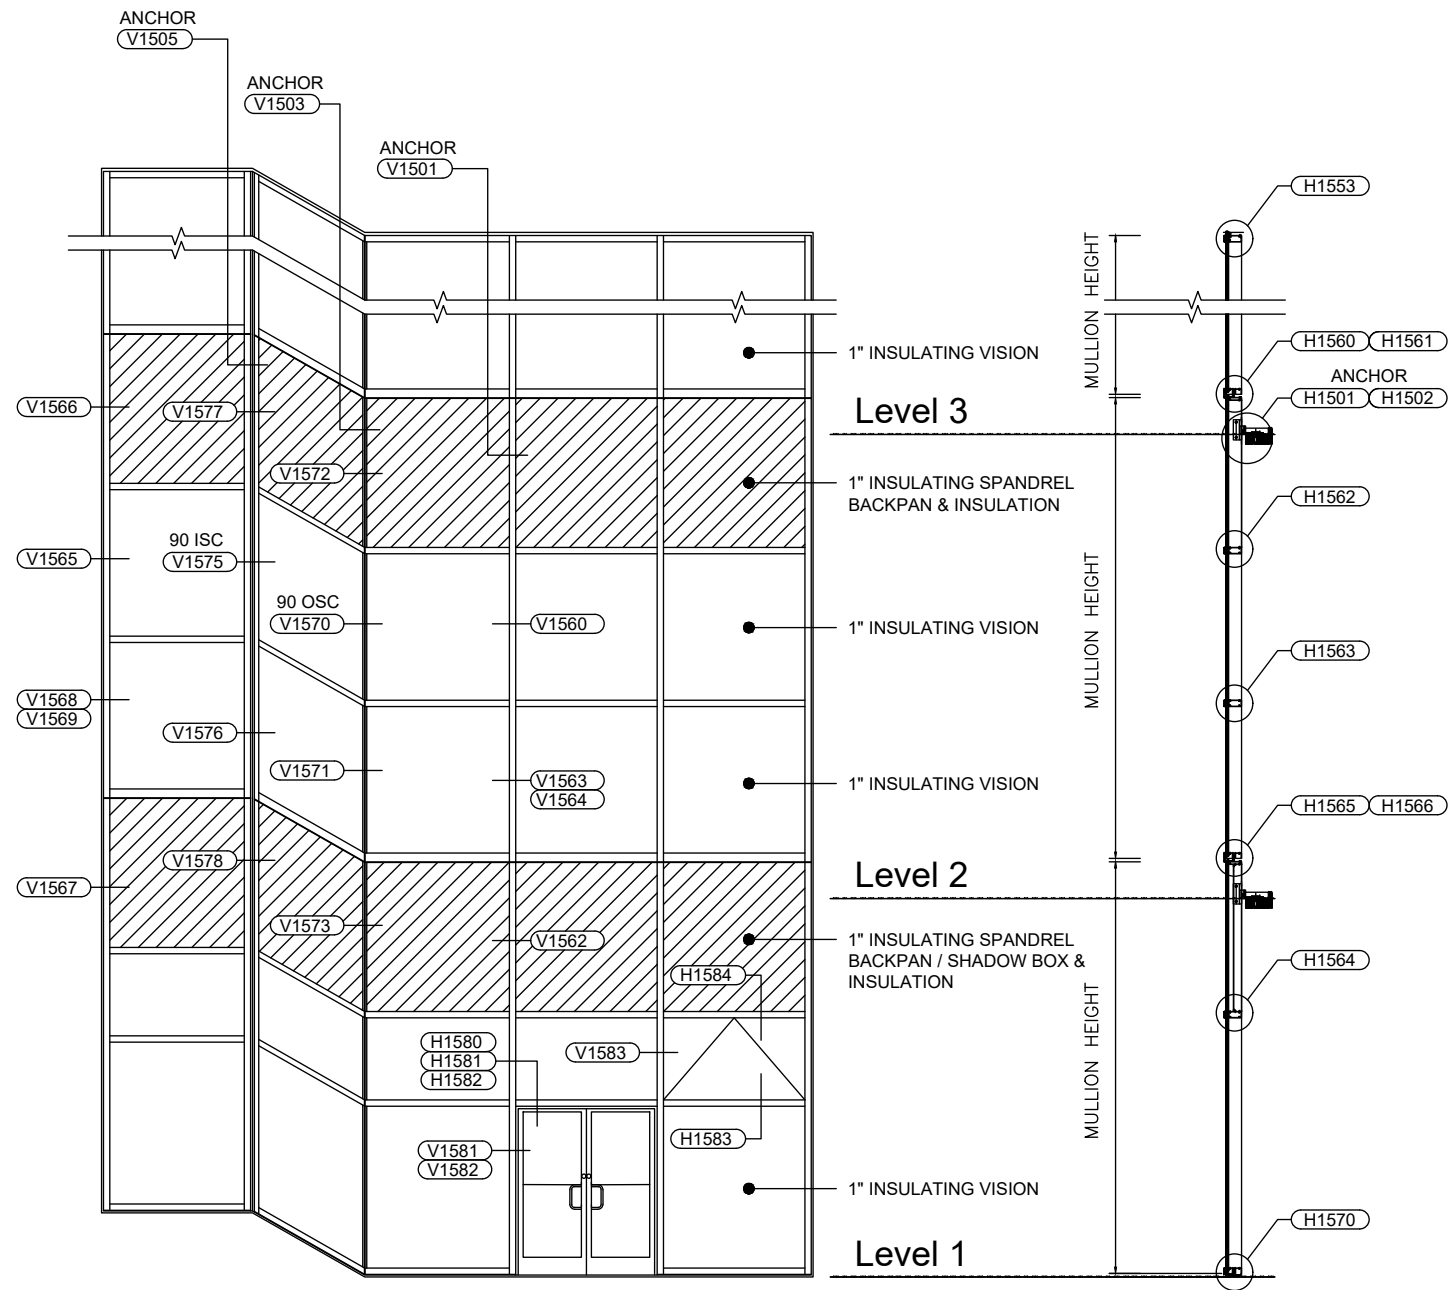 ANCHOR
V1505
ANCHOR
V1503
ANCHOR
V1501
V1566
V1577
V1572
V1565
90 ISC
V1575
90 OSC
V1570
V1560
V1568
V1569
V1576
V1571
V1563
V1564
V1567
V1578
V1573
V1562
H1584
H1580
H1581
H1582
V1583
V1581
V1582
H1583
1" INSULATING VISION
Level 3
1" INSULATING SPANDREL
BACKPAN & INSULATION
1" INSULATING VISION
1" INSULATING VISION
Level 2
1" INSULATING SPANDREL
BACKPAN / SHADOW BOX &
INSULATION
1" INSULATING VISION
Level 1
MULLION HEIGHT
MULLION HEIGHT
MULLION HEIGHT
H1553
H1560 H1561
ANCHOR
H1501 H1502
H1562
H1563
H1565 H1566
H1564
H1570